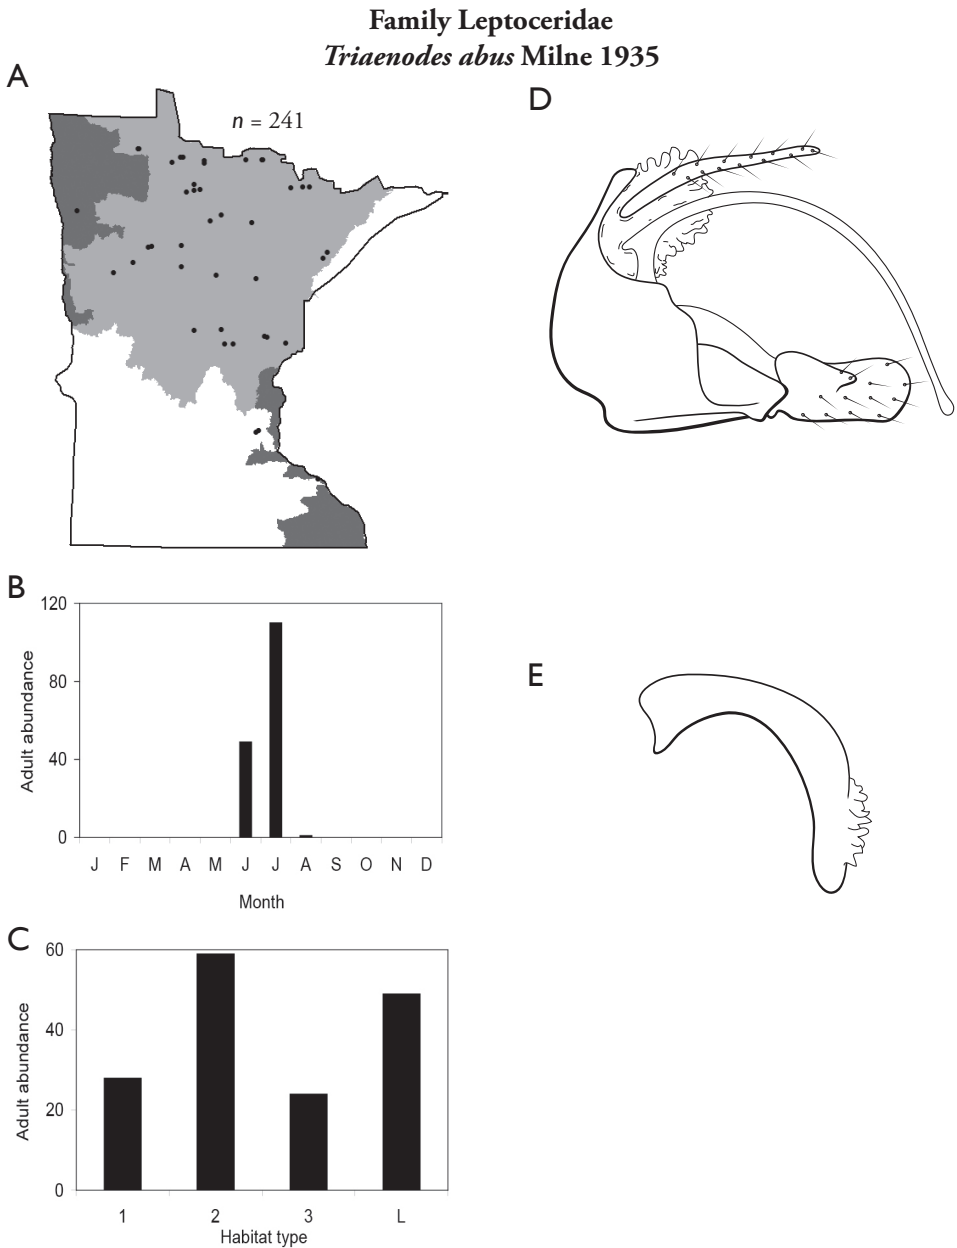 Family Leptoceridae
Triaenodes abus Milne 1935
A
n = 241
B
120
80
40
0
Adult abundance
J F M A M J J A S O N D
Month
C
60
40
20
0
Adult abundance
1 2 3 L
Habitat type
D
E